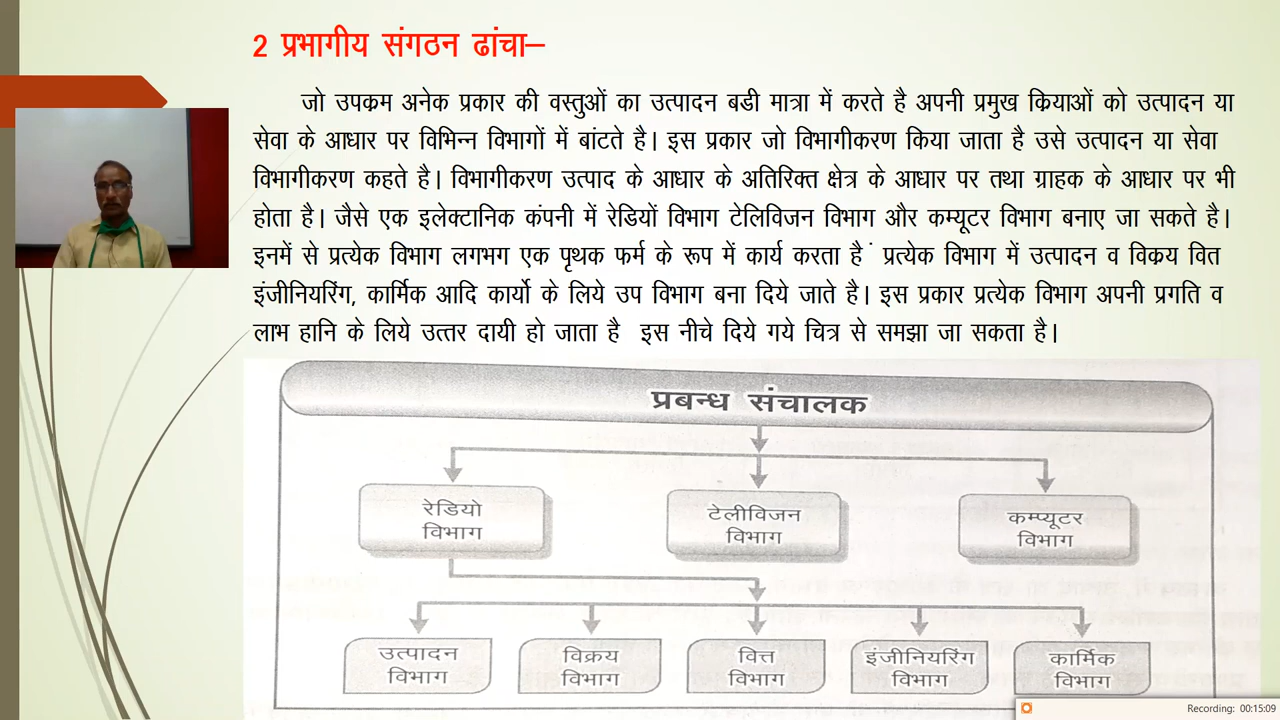 2 प्रभागीय संगठन ढांचा–
जो उपक्रम अनेक प्रकार की वस्तुओं का उत्पादन बडी मात्रा में करते है अपनी प्रमुख क्रियाओं को उत्पादन या
सेवा के आधार पर विभिन्न विभागों में बांटते है। इस प्रकार जो विभागीकरण किया जाता है उसे उत्पादन या सेवा
विभागीकरण कहते है। विभागीकरण उत्पाद के आधार के अतिरिक्त क्षेत्र के आधार पर तथा ग्राहक के आधार पर भी
होता है। जैसे एक इलेक्टानिक कंपनी में रेडियों विभाग टेलिविजन विभाग और कम्यूटर विभाग बनाए जा सकते है।
इनमें से प्रत्येक विभाग लगभग एक पृथक फर्म के रूप में कार्य करता है˙ प्रत्येक विभाग में उत्पादन व विक्रय वित
इंजीनियरिंग, कार्मिक आदि कार्यो के लिये उप विभाग बना दिये जाते है। इस प्रकार प्रत्येक विभाग अपनी प्रगति व
लाभ हानि के लिये उत्तर दायी हो जाता है इस नीचे दिये गये चित्र से समझा जा सकता है।
प्रबन्ध संचालक
रेडियो
विभाग
टेलीविजन
विभाग
कम्प्यूटर
विभाग
उत्पादन
विभाग
विक्रय
विभाग
वित्त
विभाग
इंजीनियरिंग
विभाग
कार्मिक
विभाग
Recording: 00:15:09